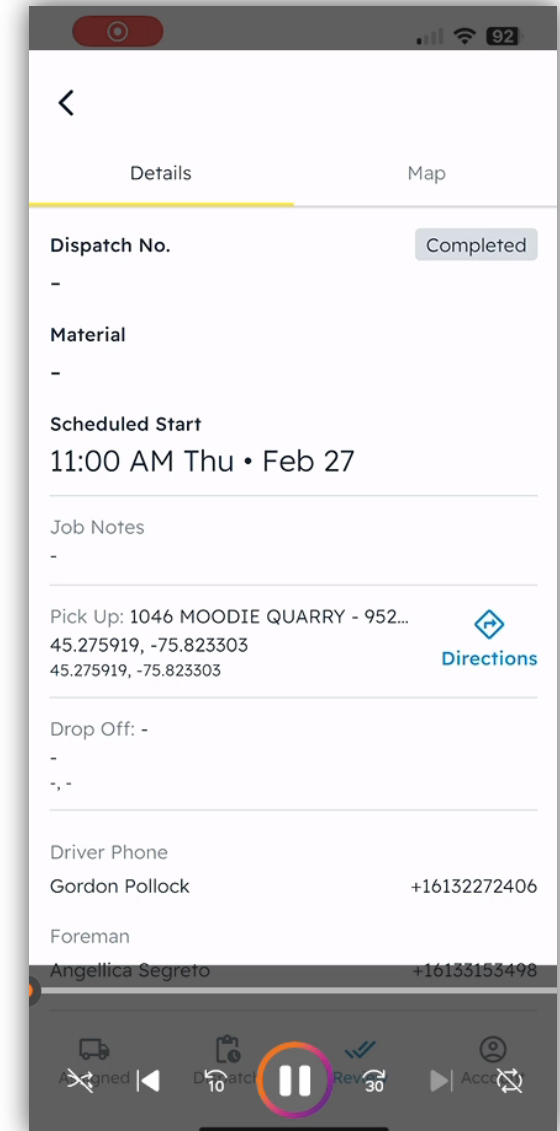 92
Details Map
Dispatch No. Completed
-
Material
-
Scheduled Start
11:00 AM Thu • Feb 27
Job Notes
-
Pick Up: 1046 MOODIE QUARRY - 952...
45.275919, -75.823303
45.275919, -75.823303
Directions
Drop Off: -
-
-, -
Driver Phone
Gordon Pollock +16132272406
Foreman
Angellica Segreto +16133153498
10 30